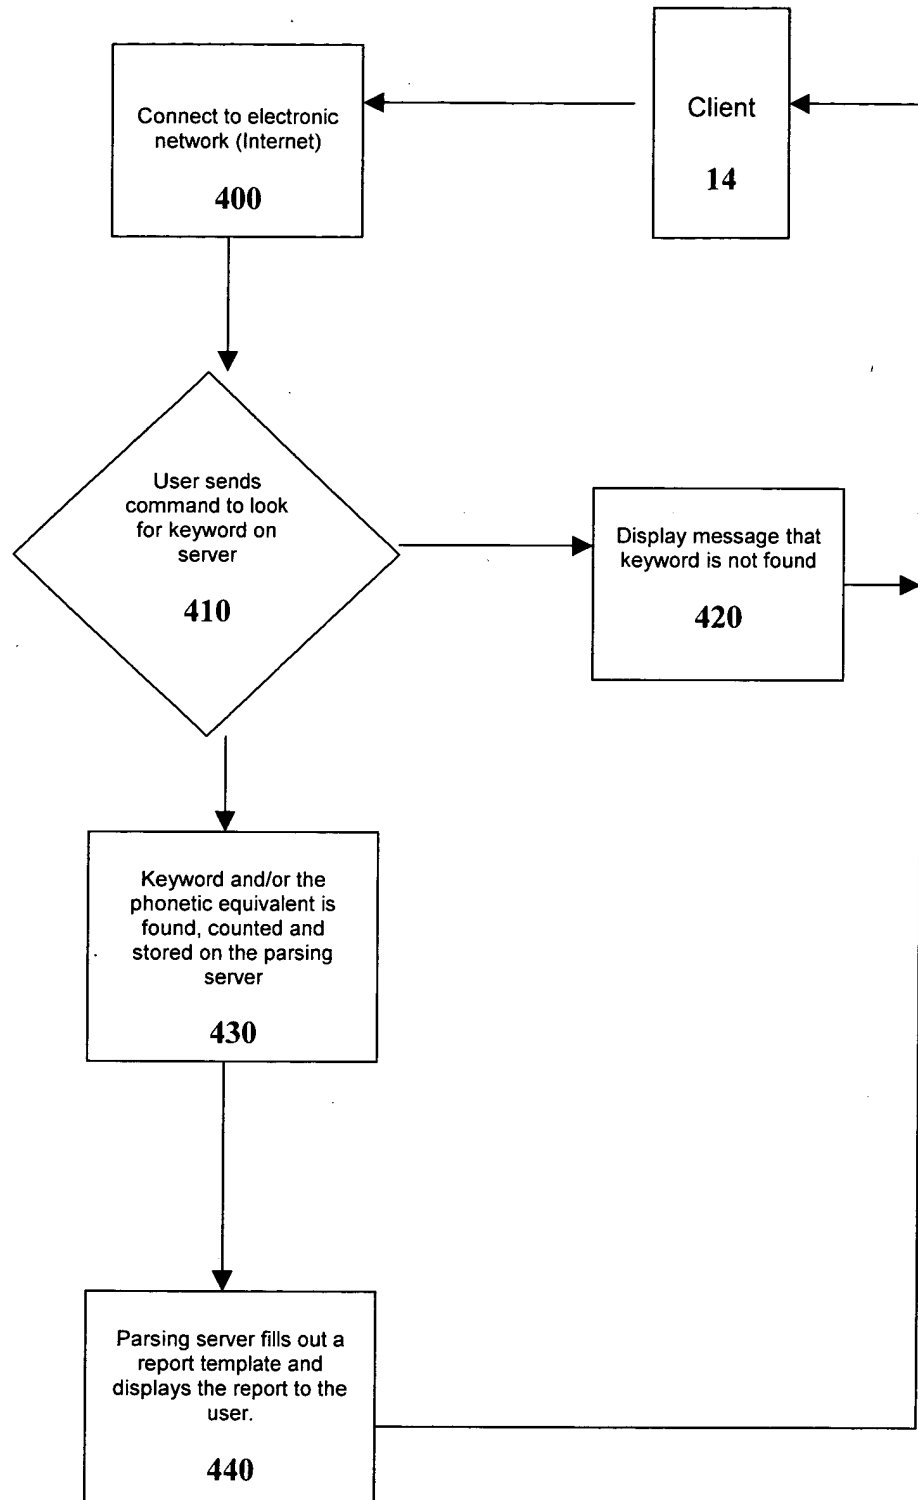 Connect to electronic
network (Internet)
400
Client
14
User sends
command to look
for keyword on
server
410
Display message that
keyword is not found
420
Keyword and/or the
phonetic equivalent is
found, counted and
stored on the parsing
server
430
Parsing server fills out a
report template and
displays the report to the
user.
440